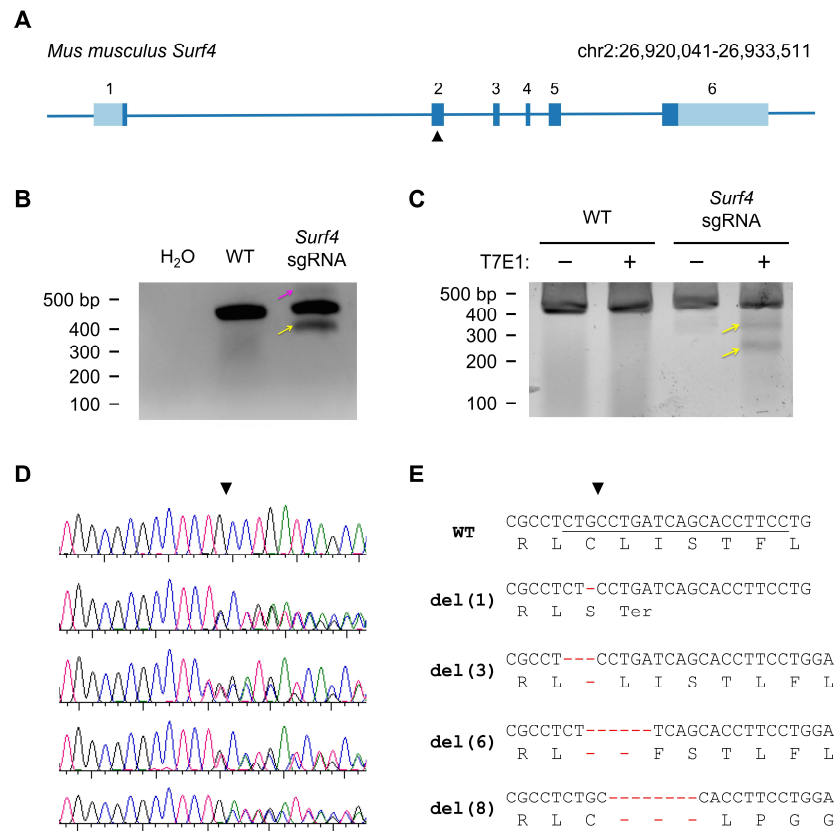 A
Mus musculus Surf4
chr2:26,920,041-26,933,511
1 2 3 4 5 6
B
H2O WT Surf4 sgRNA
500 bp
400
300
200
100
C
WT Surf4 sgRNA
T7E1: − + − +
500 bp
400
300
200
100
D
E
WT CGCCTCTGCCTGATCAGCACCTTCCTG
R L C L I S T F L
del(1) CGCCTCT-CCTGATCAGCACCTTCCTG
R L S Ter
del(3) CGCCT---CCTGATCAGCACCTTCCTGGA
R L - L I S T L F L
del(6) CGCCTCT------TCAGCACCTTCCTGGA
R L - - F S T L F L
del(8) CGCCTCTGC--------CACCTTCCTGGA
R L C - - - L P G G